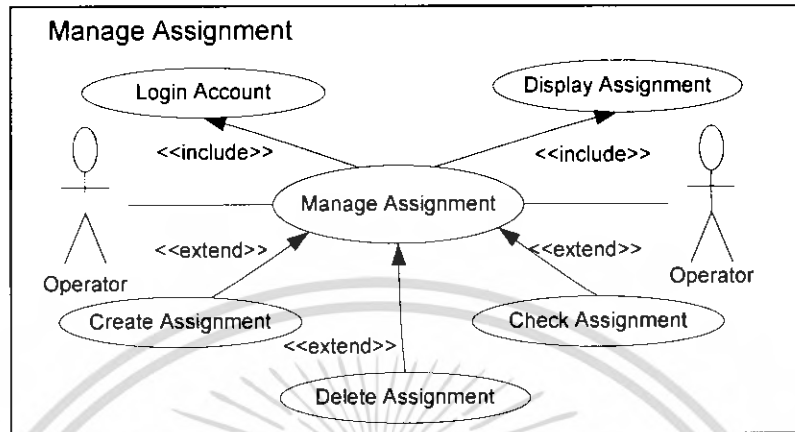 Manage Assignment
Login Account
Display Assignment
<<include>>
<<include>>
Manage Assignment
<<extend>>
<<extend>>
Operator
Operator
Create Assignment
Check Assignment
<<extend>>
Delete Assignment